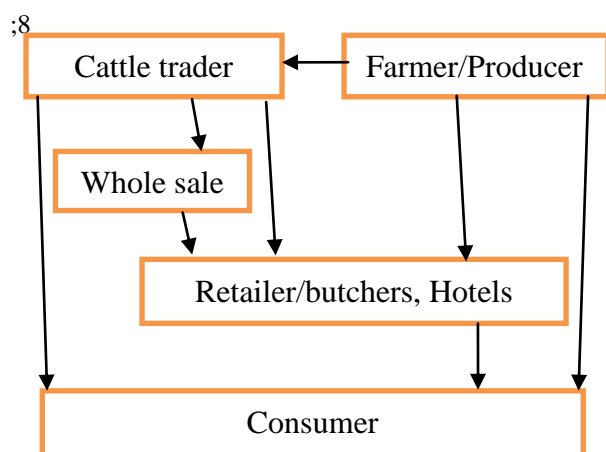 ;8
Cattle trader
Farmer/Producer
Whole sale
Retailer/butchers, Hotels
Consumer